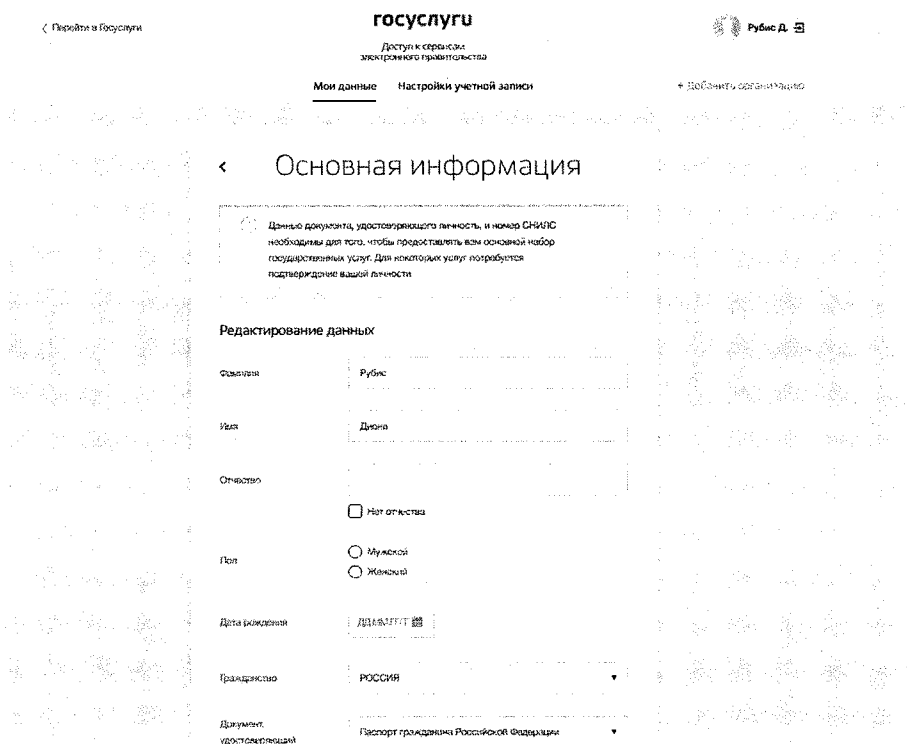 Перейти в Госуслуги
госуслуги
Рубис Д.
Доступ к сервисам
электронного правительства
Мои данные
Настройки учетной записи
+ Добавить организацию
Основная информация
Данные документа, удостоверяющего личность, и номер СНИЛС
необходимы для того, чтобы предоставлять вам основной набор
государственных услуг. Для некоторых услуг потребуется
подтверждение вашей личности
Редактирование данных
Фамилия
Рубис
Имя
Диана
Отчество
Нет отчества
Пол
Мужской
Женский
Дата рождения
ДД.ММ.ГГГГ
Гражданство
РОССИЯ
Документ,
удостоверяющий
Паспорт гражданина Российской Федерации